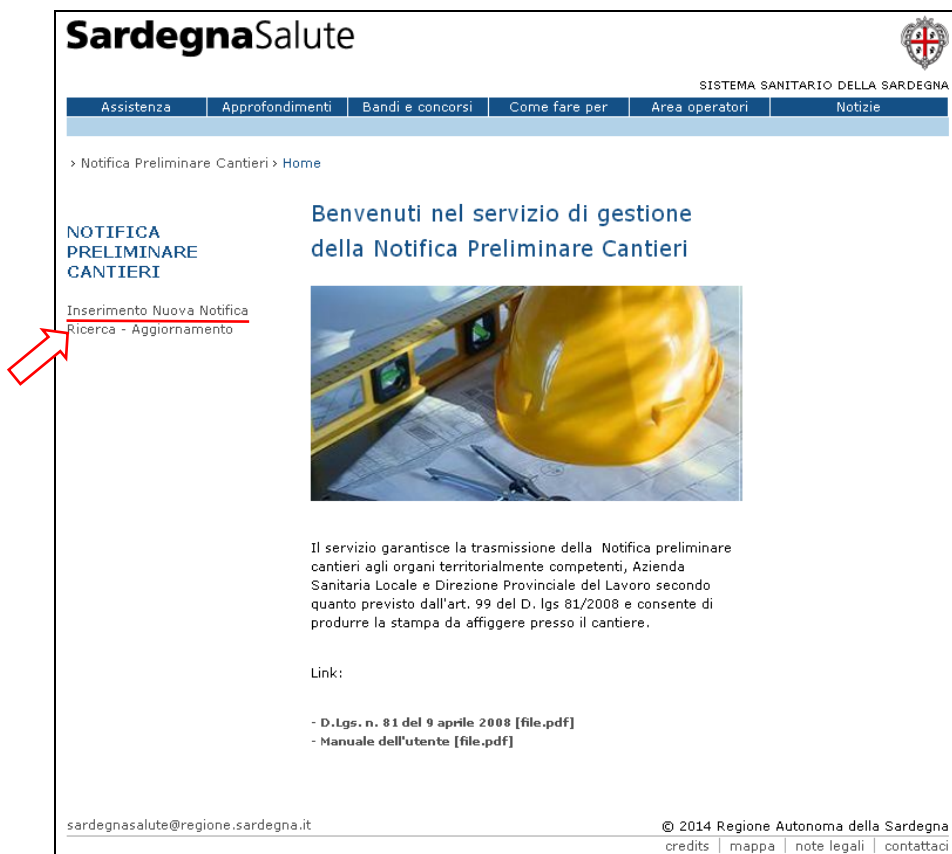 SardegnaSalute
SISTEMA SANITARIO DELLA SARDEGNA
Assistenza | Approfondimenti | Bandi e concorsi | Come fare per | Area operatori | Notizie
› Notifica Preliminare Cantieri › Home
NOTIFICA
PRELIMINARE
CANTIERI
Inserimento Nuova Notifica
Ricerca - Aggiornamento
Benvenuti nel servizio di gestione
della Notifica Preliminare Cantieri
Il servizio garantisce la trasmissione della Notifica preliminare
cantieri agli organi territorialmente competenti, Azienda
Sanitaria Locale e Direzione Provinciale del Lavoro secondo
quanto previsto dall'art. 99 del D. lgs 81/2008 e consente di
produrre la stampa da affiggere presso il cantiere.
Link:
- D.Lgs. n. 81 del 9 aprile 2008 [file.pdf]
- Manuale dell'utente [file.pdf]
sardegnasalute@regione.sardegna.it
© 2014 Regione Autonoma della Sardegna
credits | mappa | note legali | contattaci